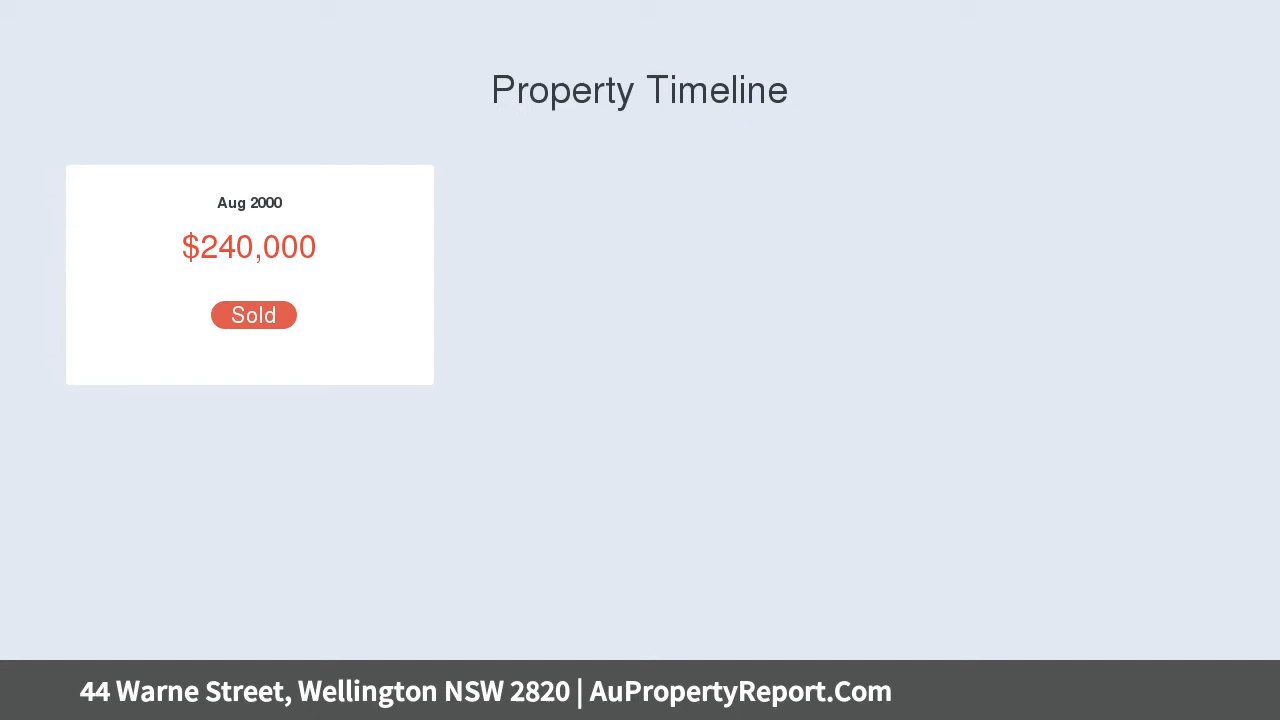 Property Timeline
Aug 2000
$240,000
Sold
44 Warne Street, Wellington NSW 2820 | AuPropertyReport.Com